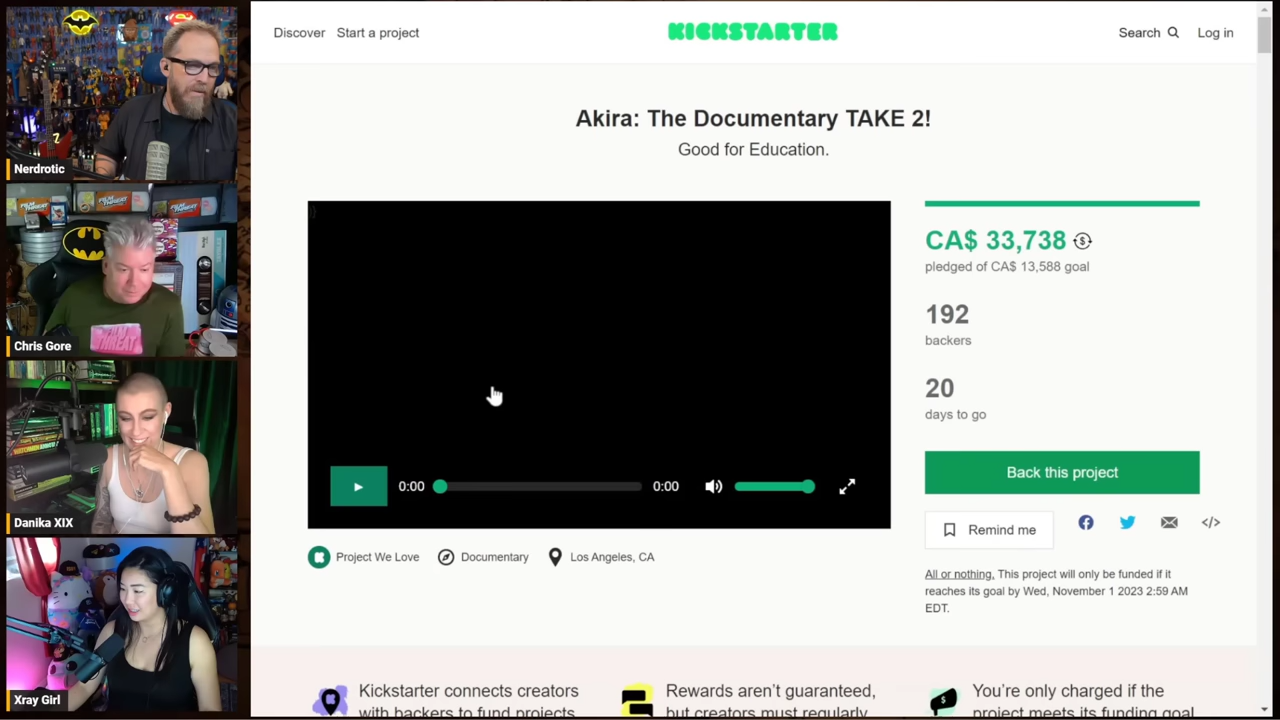 Discover
Start a project
KICKSTARTER
Search
Log in
Akira: The Documentary TAKE 2!
Good for Education.
CA$ 33,738
pledged of CA$ 13,588 goal
192
backers
20
days to go
0:00
0:00
Back this project
Remind me
Project We Love
Documentary
Los Angeles, CA
All or nothing. This project will only be funded if it
reaches its goal by Wed, November 1 2023 2:59 AM
EDT.
Kickstarter connects creators
with backers to fund projects.
Rewards aren’t guaranteed,
but creators must regularly
You’re only charged if the
project meets its funding goal
Nerdrotic
Chris Gore
Danika XIX
Xray Girl